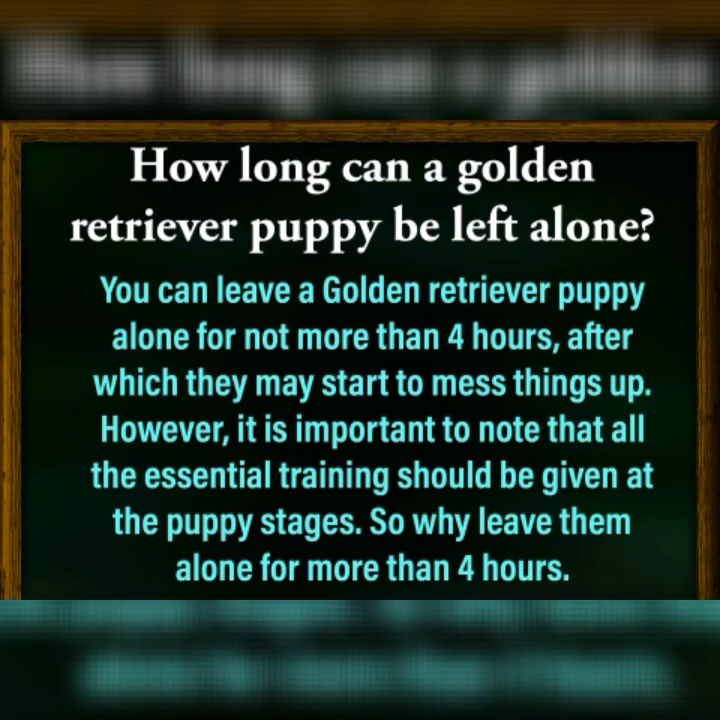 How long can a golden
retriever puppy be left alone?
You can leave a Golden retriever puppy
alone for not more than 4 hours, after
which they may start to mess things up.
However, it is important to note that all
the essential training should be given at
the puppy stages. So why leave them
alone for more than 4 hours.